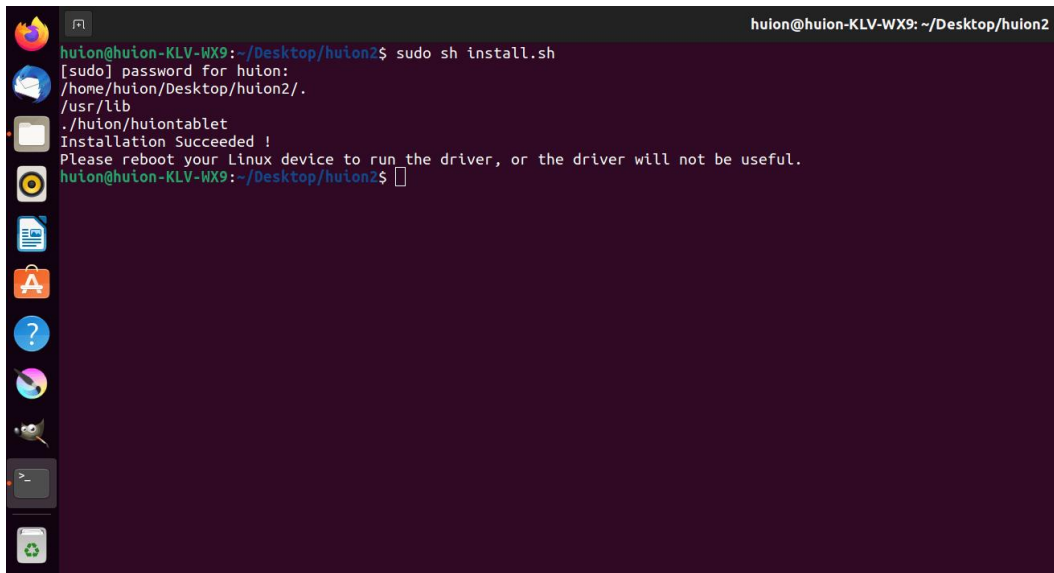 huion@huion-KLV-WX9: ~/Desktop/huion2
huion@huion-KLV-WX9:~/Desktop/huion2$ sudo sh install.sh
[sudo] password for huion:
/home/huion/Desktop/huion2/.
/usr/lib
./huion/huiontablet
Installation Succeeded !
Please reboot your Linux device to run the driver, or the driver will not be useful.
huion@huion-KLV-WX9:~/Desktop/huion2$